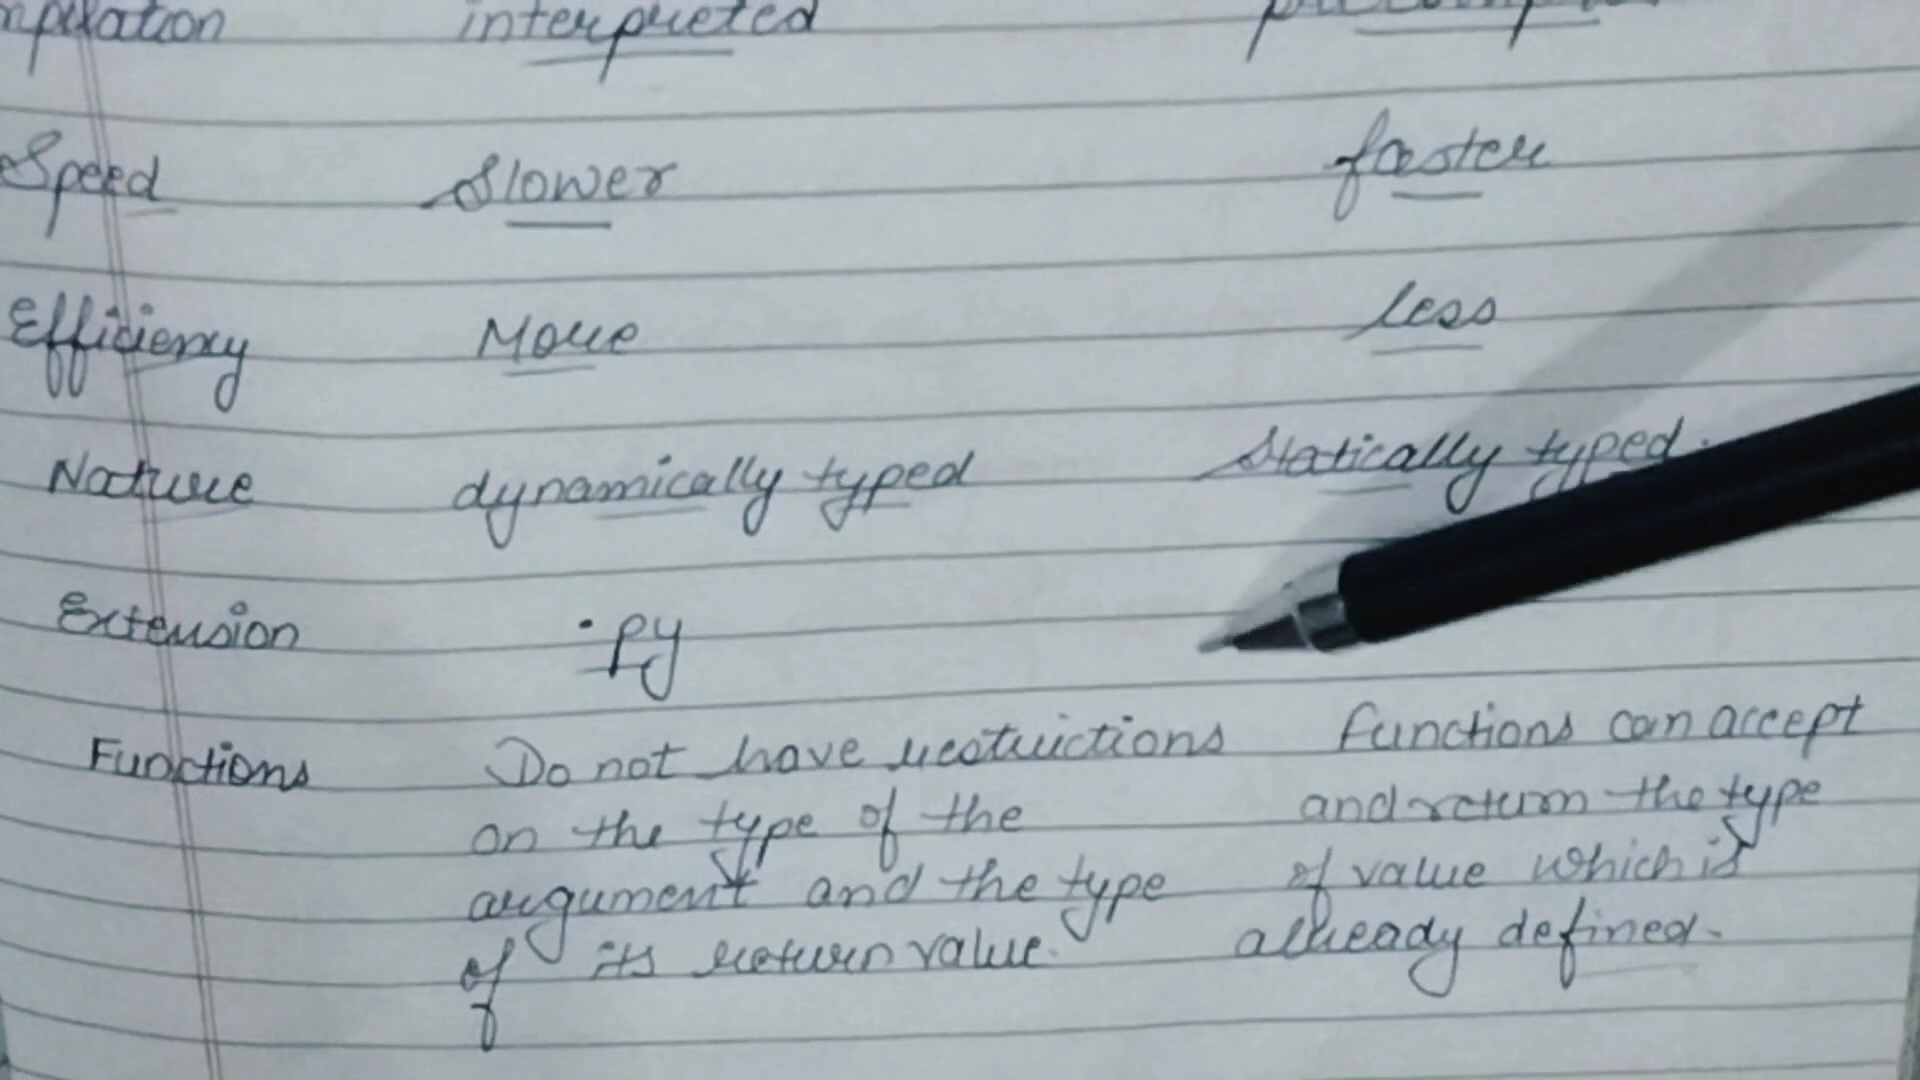 interpreted
Speed Slower faster
Efficiency More less
Nature dynamically typed Statically typed.
Extension .py
Functions Do not have restrictions functions can accept
on the type of the and return the type
argument and the type of value which is
of its return value. already defined.